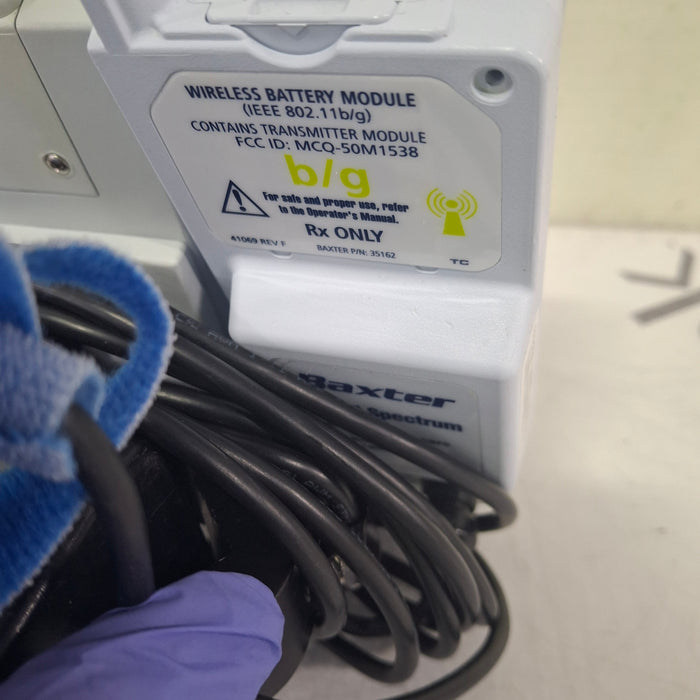 WIRELESS BATTERY MODULE
(IEEE 802.11b/g)
CONTAINS TRANSMITTER MODULE
FCC ID: MCQ-50M1538
b/g
For safe and proper use, refer
to the Operator's Manual.
Rx ONLY
41069 REV F
BAXTER P/N: 35162
TC
Baxter
Spectrum